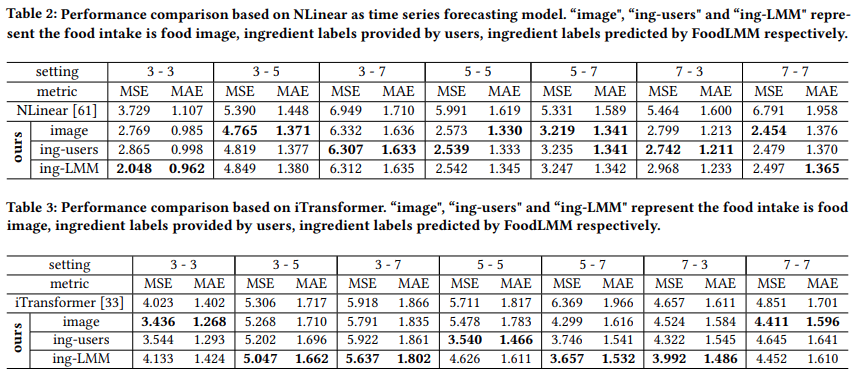 Table 2: Performance comparison based on NLinear as time series forecasting model. “image", “ing-users" and “ing-LMM" repre-
sent the food intake is food image, ingredient labels provided by users, ingredient labels predicted by FoodLMM respectively.
setting 3 - 3 3 - 5 3 - 7 5 - 5 5 - 7 7 - 3 7 - 7
metric MSE MAE MSE MAE MSE MAE MSE MAE MSE MAE MSE MAE MSE MAE
NLinear [61] 3.729 1.107 5.390 1.448 6.949 1.710 5.991 1.619 5.331 1.589 5.464 1.600 6.791 1.958
ours
image 2.769 0.985 4.765 1.371 6.332 1.636 2.573 1.330 3.219 1.341 2.799 1.213 2.454 1.376
ing-users 2.865 0.998 4.819 1.377 6.307 1.633 2.539 1.333 3.235 1.341 2.742 1.211 2.479 1.370
ing-LMM 2.048 0.962 4.849 1.380 6.312 1.635 2.542 1.345 3.247 1.342 2.968 1.233 2.497 1.365
Table 3: Performance comparison based on iTransformer. “image", “ing-users" and “ing-LMM" represent the food intake is food
image, ingredient labels provided by users, ingredient labels predicted by FoodLMM respectively.
setting 3 - 3 3 - 5 3 - 7 5 - 5 5 - 7 7 - 3 7 - 7
metric MSE MAE MSE MAE MSE MAE MSE MAE MSE MAE MSE MAE MSE MAE
iTransformer [33] 4.023 1.402 5.306 1.717 5.918 1.866 5.711 1.817 6.369 1.966 4.657 1.611 4.851 1.701
ours
image 3.436 1.268 5.268 1.710 5.791 1.835 5.478 1.783 4.299 1.616 4.524 1.584 4.411 1.596
ing-users 3.544 1.293 5.202 1.696 5.922 1.861 3.540 1.466 3.746 1.541 4.322 1.545 4.645 1.641
ing-LMM 4.133 1.424 5.047 1.662 5.637 1.802 4.626 1.611 3.657 1.532 3.992 1.486 4.452 1.610